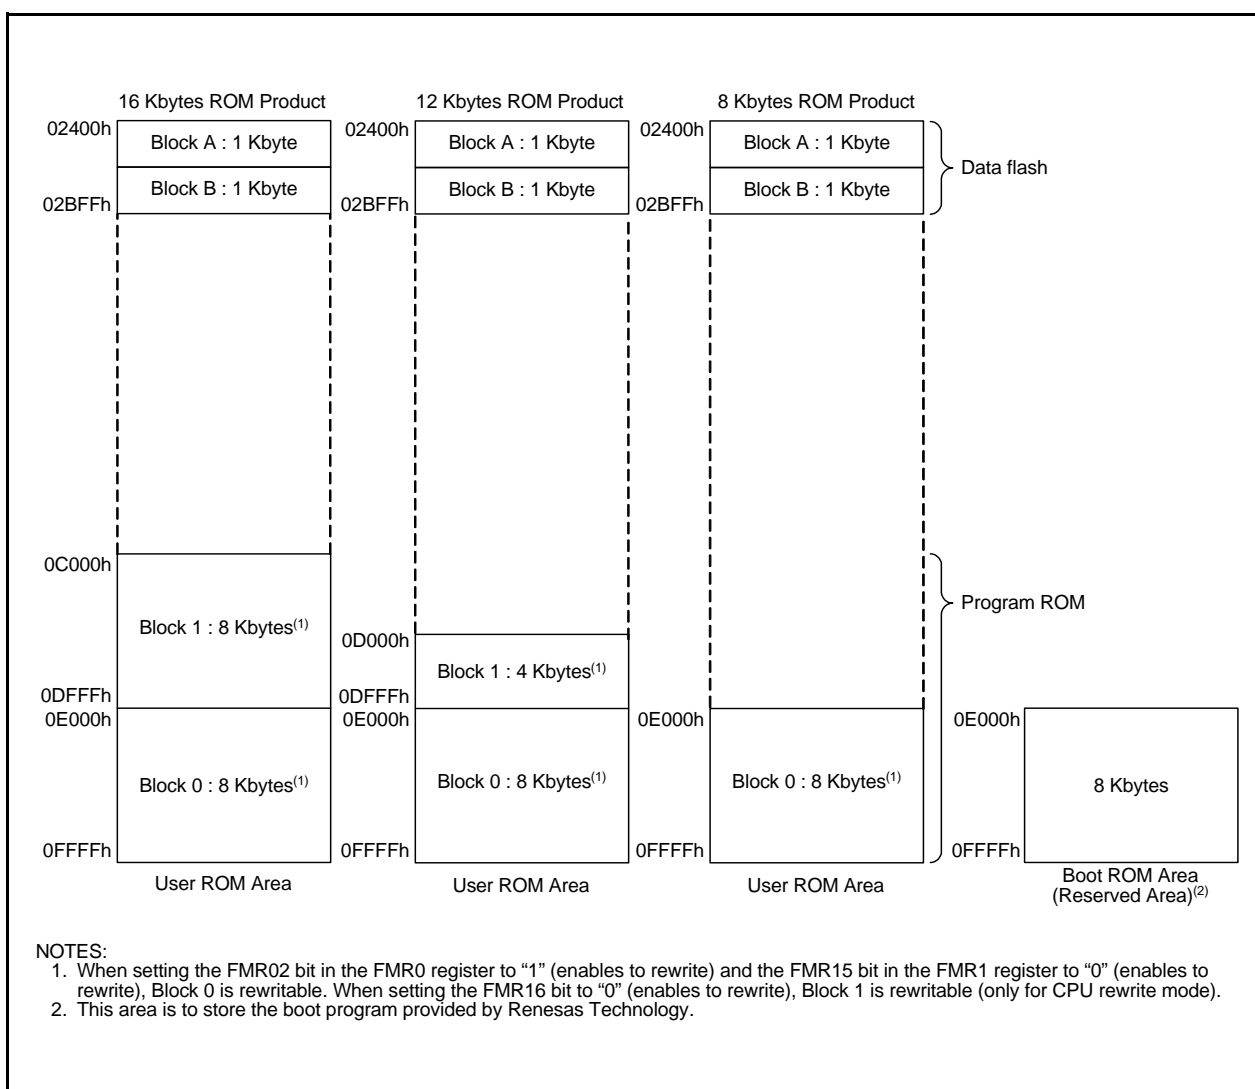 16 Kbytes ROM Product
12 Kbytes ROM Product
8 Kbytes ROM Product
02400h
Block A : 1 Kbyte
02400h
Block A : 1 Kbyte
02400h
Block A : 1 Kbyte
Data flash
Block B : 1 Kbyte
Block B : 1 Kbyte
Block B : 1 Kbyte
02BFFh
02BFFh
02BFFh
0C000h
Program ROM
Block 1 : 8 Kbytes(1)
0D000h
Block 1 : 4 Kbytes(1)
0DFFFh
0DFFFh
0E000h
0E000h
0E000h
0E000h
Block 0 : 8 Kbytes(1)
Block 0 : 8 Kbytes(1)
Block 0 : 8 Kbytes(1)
8 Kbytes
0FFFFh
0FFFFh
0FFFFh
0FFFFh
User ROM Area
User ROM Area
User ROM Area
Boot ROM Area
(Reserved Area)(2)
NOTES:
1. When setting the FMR02 bit in the FMR0 register to “1” (enables to rewrite) and the FMR15 bit in the FMR1 register to “0” (enables to
rewrite), Block 0 is rewritable. When setting the FMR16 bit to “0” (enables to rewrite), Block 1 is rewritable (only for CPU rewrite mode).
2. This area is to store the boot program provided by Renesas Technology.